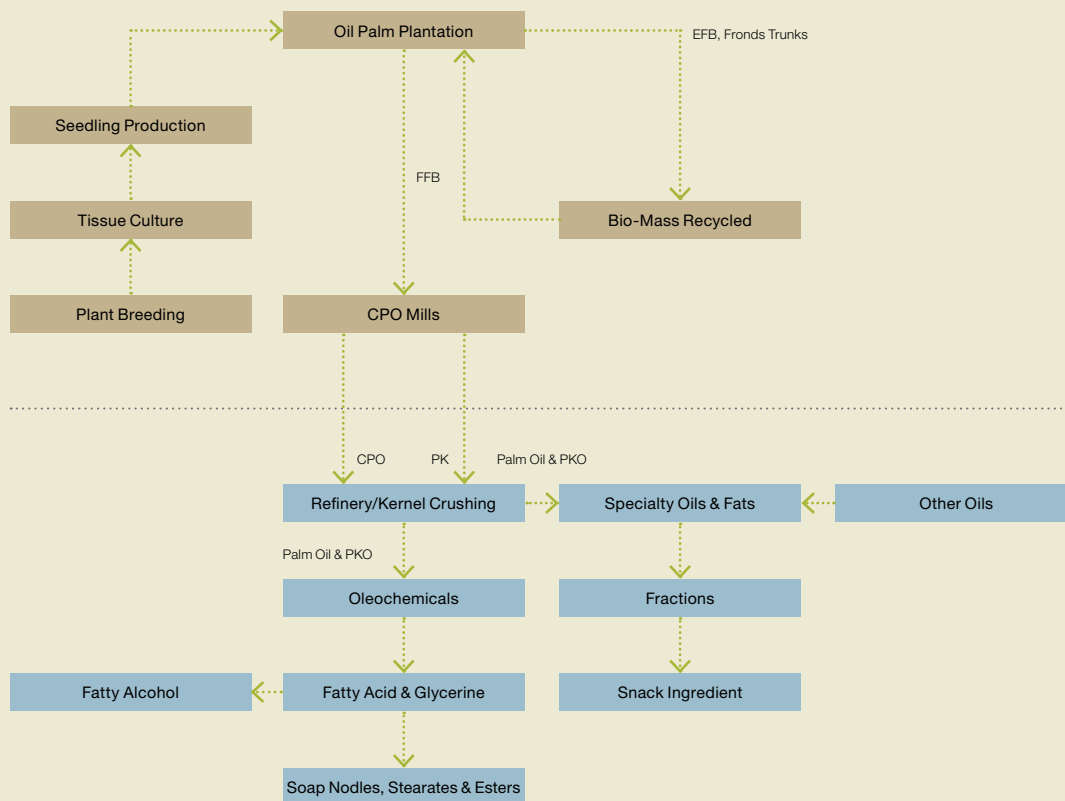 Oil Palm Plantation
EFB, Fronds Trunks
Seedling Production
FFB
Tissue Culture
Bio-Mass Recycled
Plant Breeding
CPO Mills
CPO
PK
Palm Oil & PKO
Refinery/Kernel Crushing
Specialty Oils & Fats
Other Oils
Palm Oil & PKO
Oleochemicals
Fractions
Fatty Alcohol
Fatty Acid & Glycerine
Snack Ingredient
Soap Nodles, Stearates & Esters